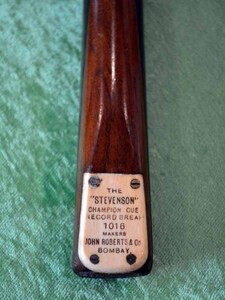 THE
"STEVENSON"
CHAMPION CUE
RECORD BREAK
1016
MAKERS
JOHN ROBERTS & CO
BOMBAY